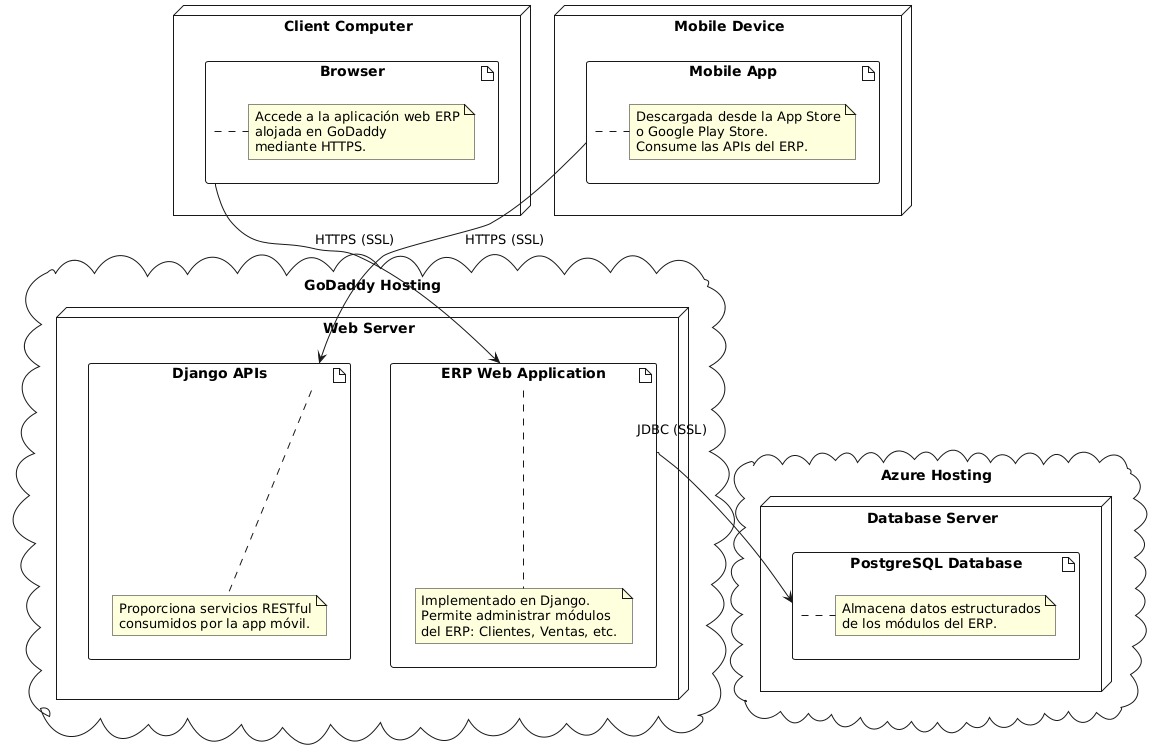 Client Computer
Browser
Accede a la aplicación web ERP
alojada en GoDaddy
mediante HTTPS.
Mobile Device
Mobile App
Descargada desde la App Store
o Google Play Store.
Consume las APIs del ERP.
HTTPS (SSL)
HTTPS (SSL)
GoDaddy Hosting
Web Server
Django APIs
Proporciona servicios RESTful
consumidos por la app móvil.
ERP Web Application
Implementado en Django.
Permite administrar módulos
del ERP: Clientes, Ventas, etc.
JDBC (SSL)
Azure Hosting
Database Server
PostgreSQL Database
Almacena datos estructurados
de los módulos del ERP.